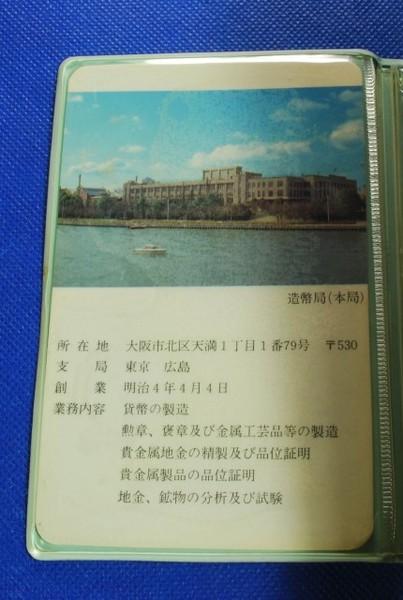 造幣局(本局)
所在地 大阪市北区天満1丁目1番79号 〒530
支局 東京 広島
創業 明治4年4月4日
業務内容 貨幣の製造
勲章、褒章及び金属工芸品等の製造
貴金属地金の精製及び品位証明
貴金属製品の品位証明
地金、鉱物の分析及び試験